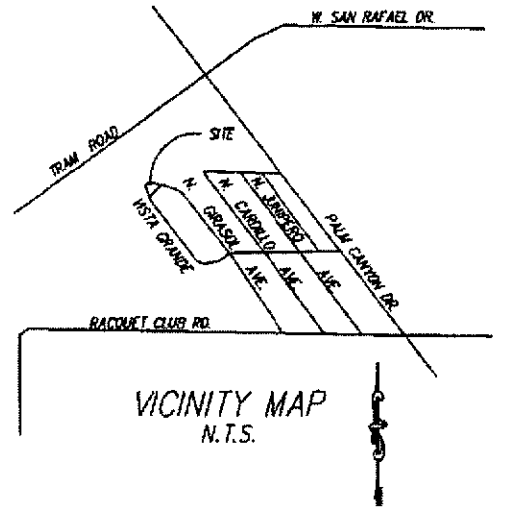 W. SAN RAFAEL DR.
TRAM ROAD
SITE
VISTA GRANDE
N. GIRASOL AVE.
N. CARDILLO AVE.
N. JUNIPERO AVE.
PALM CANYON DR.
RACQUET CLUB RD.
VICINITY MAP
N.T.S.